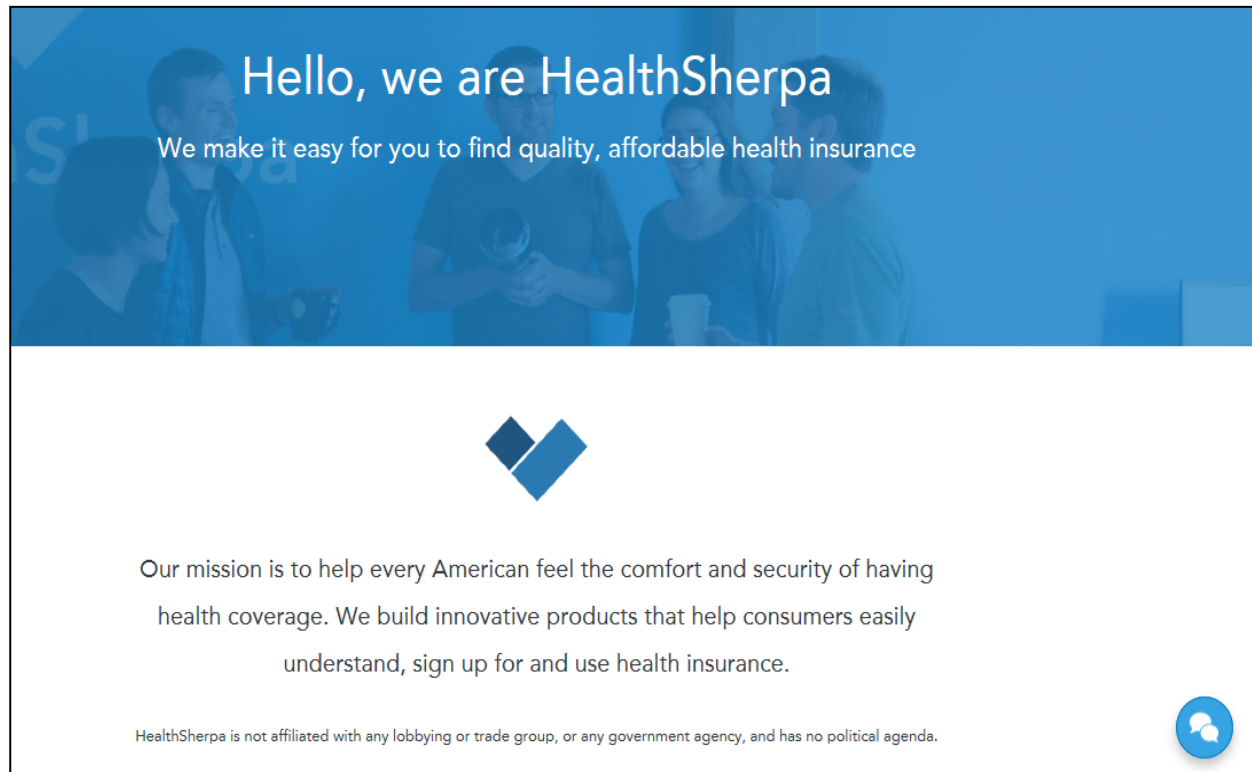 Hello, we are HealthSherpa
We make it easy for you to find quality, affordable health insurance
Our mission is to help every American feel the comfort and security of having
health coverage. We build innovative products that help consumers easily
understand, sign up for and use health insurance.
HealthSherpa is not affiliated with any lobbying or trade group, or any government agency, and has no political agenda.